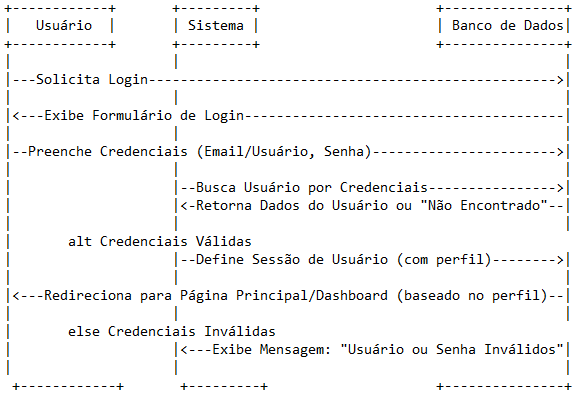 +------------+       +---------+                       +---------------+
|   Usuário  |       | Sistema |                       | Banco de Dados|
+------------+       +---------+                       +---------------+
|                    |                                                |
|---Solicita Login--------------------------------------------------->|
|                    |                                                |
|<---Exibe Formulário de Login----------------------------------------|
|                    |                                                |
|--Preenche Credenciais (Email/Usuário, Senha)----------------------->|
|                    |                                                |
|                    |--Busca Usuário por Credenciais---------------->|
|                    |<-Retorna Dados do Usuário ou "Não Encontrado"--|
|                    |                                                |
|       alt Credenciais Válidas                                       |
|                    |--Define Sessão de Usuário (com perfil)-------->|
|                    |                                                |
|<---Redireciona para Página Principal/Dashboard (baseado no perfil)--|
|                    |                                                |
|       else Credenciais Inválidas                                    |
|                    |<---Exibe Mensagem: "Usuário ou Senha Inválidos"|
|                    |                                                |
 +------------+       +---------+                      +---------------+